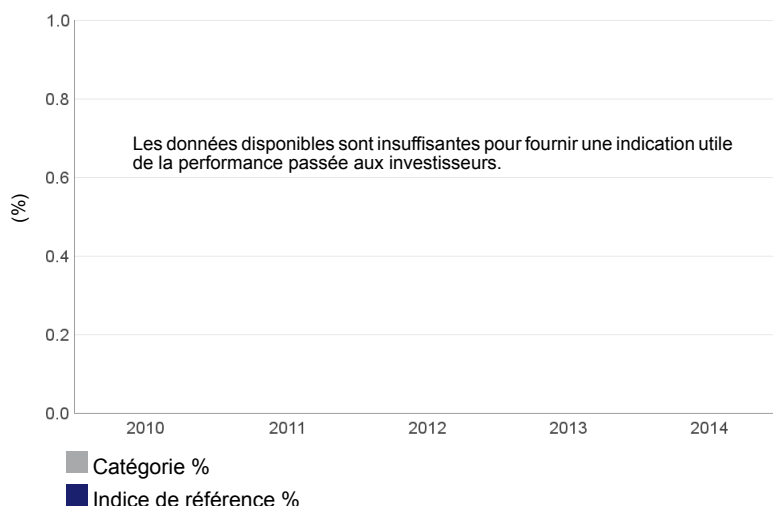 1.0
0.8
Les données disponibles sont insuffisantes pour fournir une indication utile
de la performance passée aux investisseurs.
0.6
(%)
0.4
0.2
0.0
2010 2011 2012 2013 2014
Catégorie %
Indice de référence %